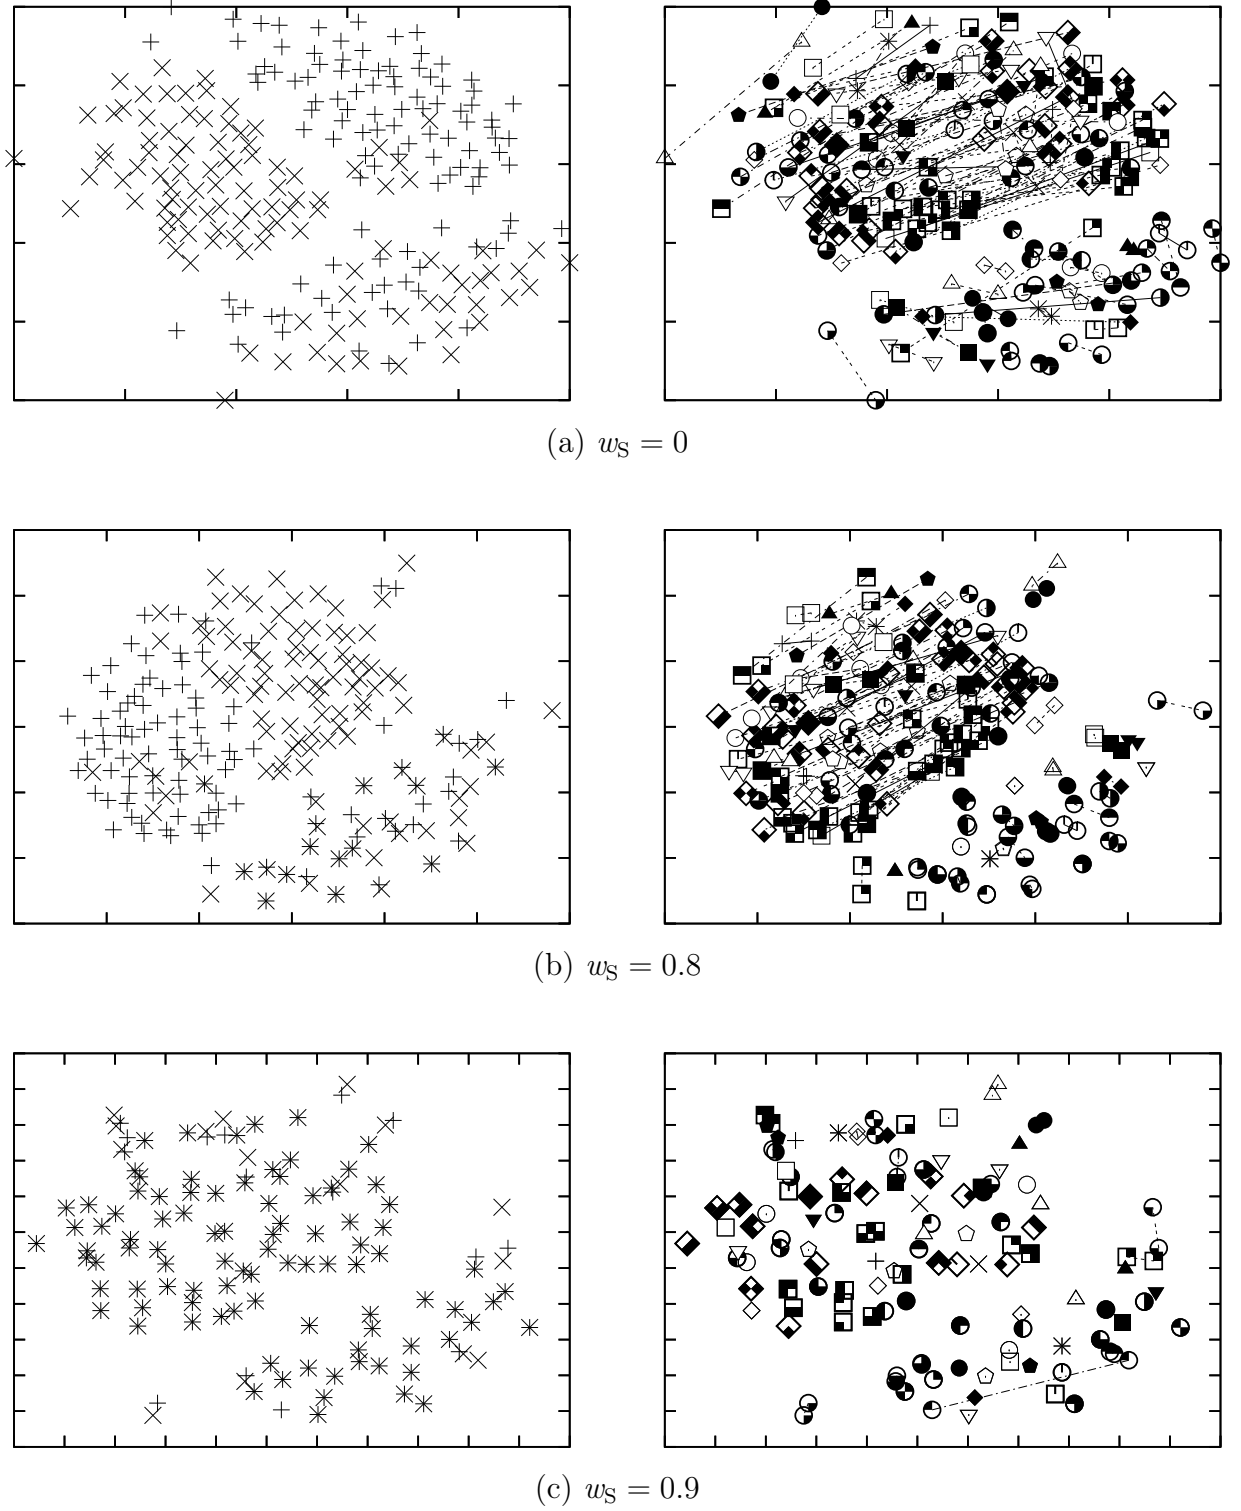 (a) w_S = 0
(b) w_S = 0.8
(c) w_S = 0.9